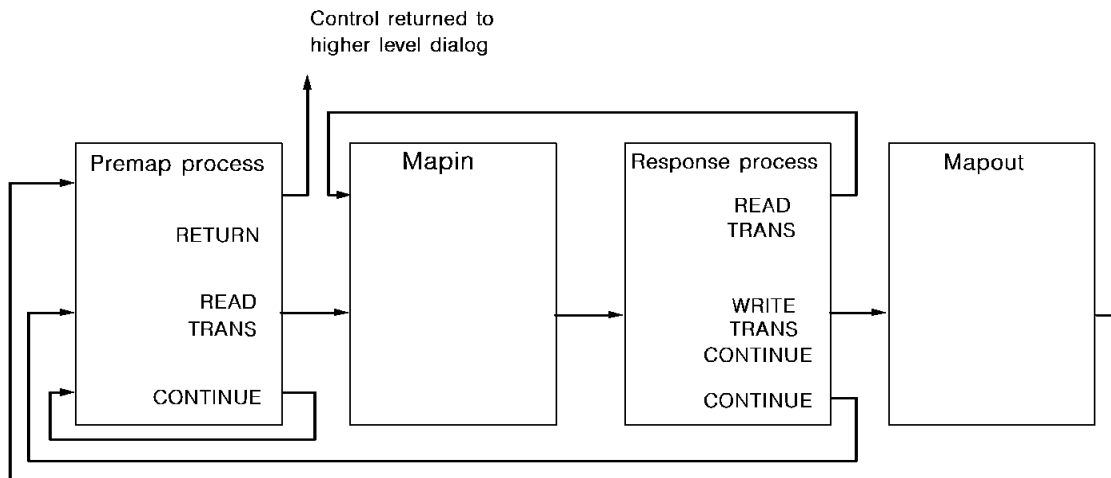 Control returned to
higher level dialog
Premap process
RETURN
READ
TRANS
CONTINUE
Mapin
Response process
READ
TRANS
WRITE
TRANS
CONTINUE
CONTINUE
Mapout